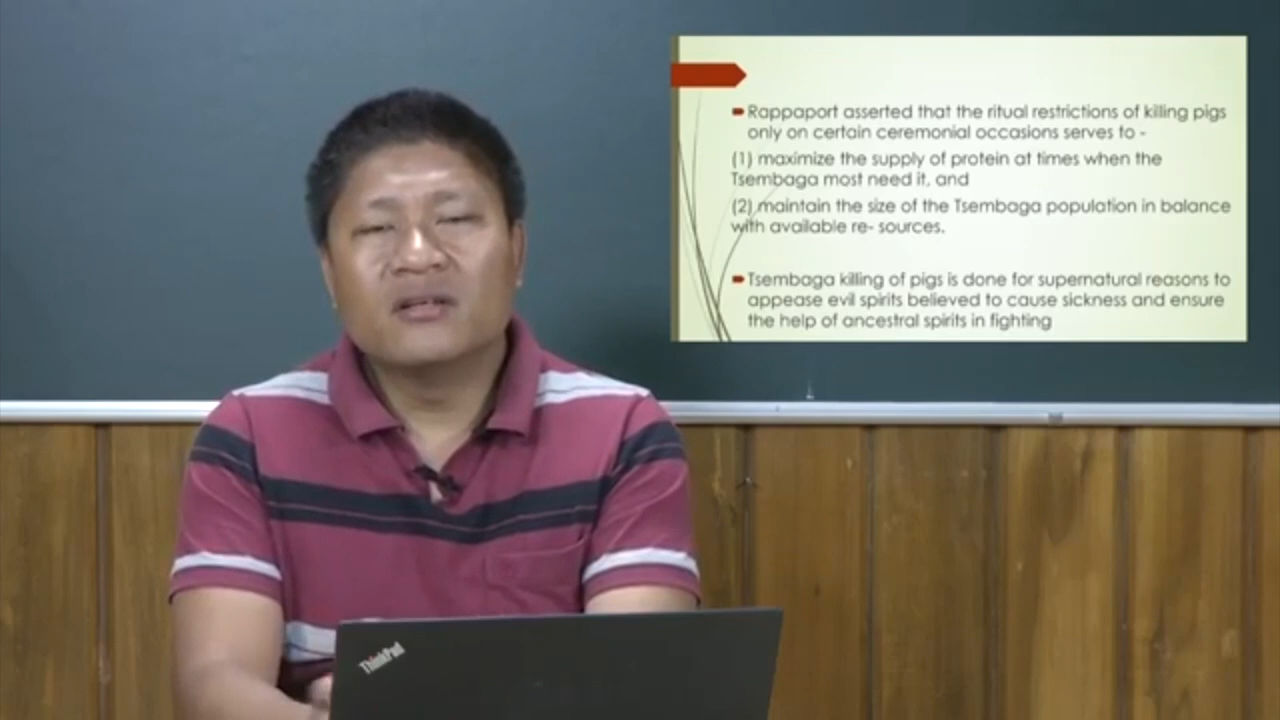 Rappaport asserted that the ritual restrictions of killing pigs
only on certain ceremonial occasions serves to -
(1) maximize the supply of protein at times when the
Tsembaga most need it, and
(2) maintain the size of the Tsembaga population in balance
with available re- sources.
Tsembaga killing of pigs is done for supernatural reasons to
appease evil spirits believed to cause sickness and ensure
the help of ancestral spirits in fighting
ThinkPad